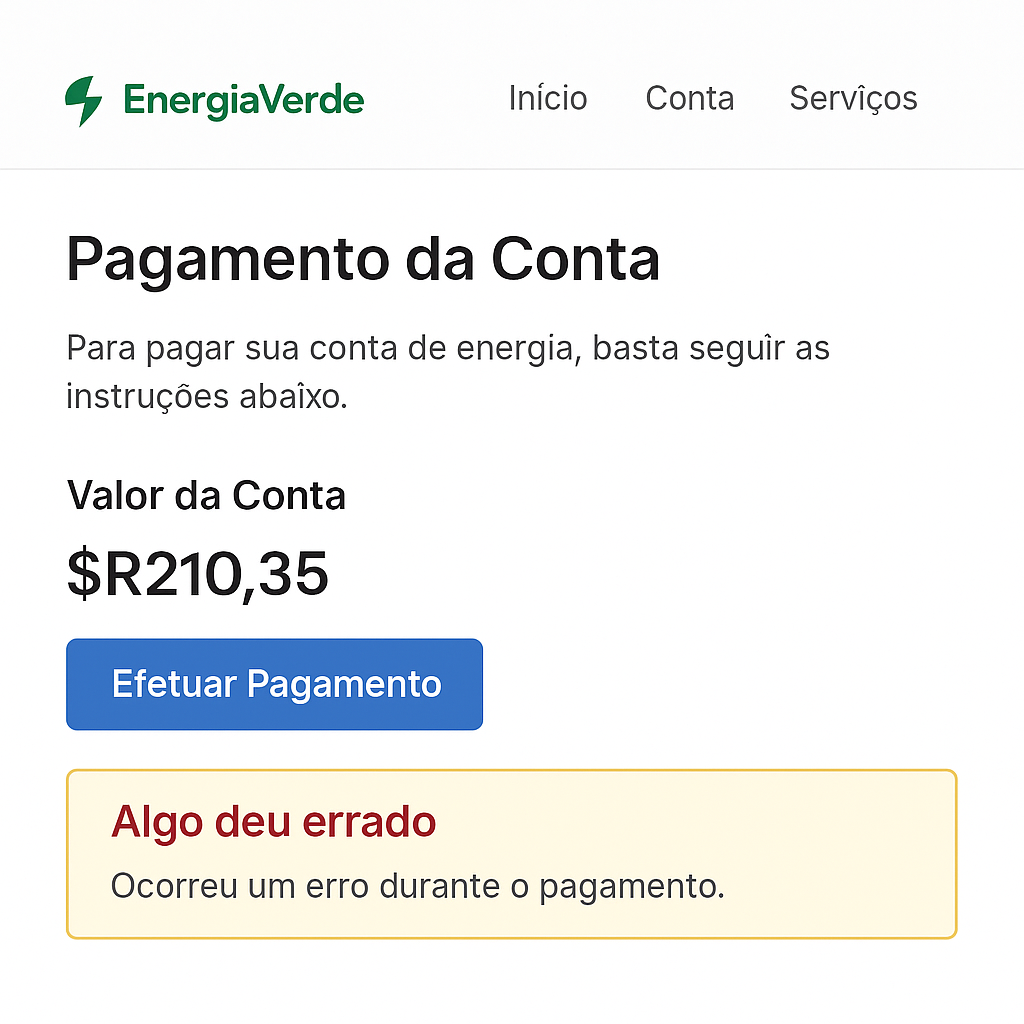 EnergiaVerde
Início Conta Servîços
Pagamento da Conta
Para pagar sua conta de energia, basta seguîr as
instruções abaîxo.
Valor da Conta
$R210,35
Efetuar Pagamento
Algo deu errado
Ocorreu um erro durante o pagamento.